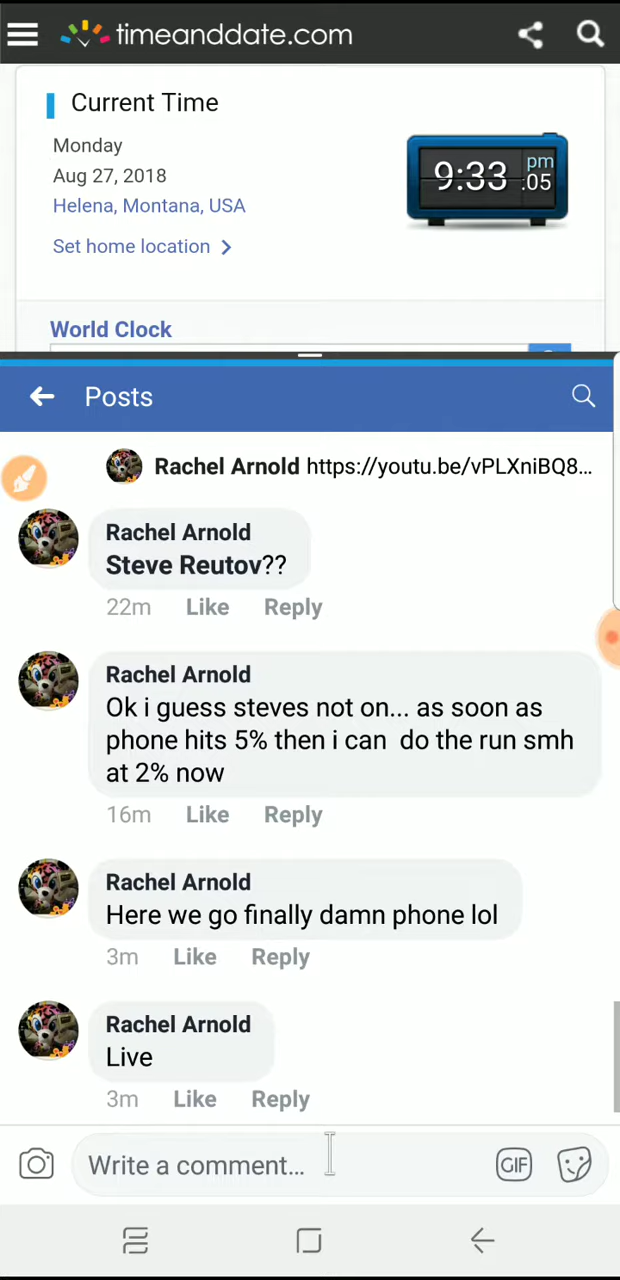 timeanddate.com
Current Time
Monday
Aug 27, 2018
Helena, Montana, USA
Set home location
9:33 pm :05
World Clock
Posts
Rachel Arnold https://youtu.be/vPLXniBQ8...
Rachel Arnold
Steve Reutov??
22m Like Reply
Rachel Arnold
Ok i guess steves not on... as soon as
phone hits 5% then i can do the run smh
at 2% now
16m Like Reply
Rachel Arnold
Here we go finally damn phone lol
3m Like Reply
Rachel Arnold
Live
3m Like Reply
Write a comment...
GIF